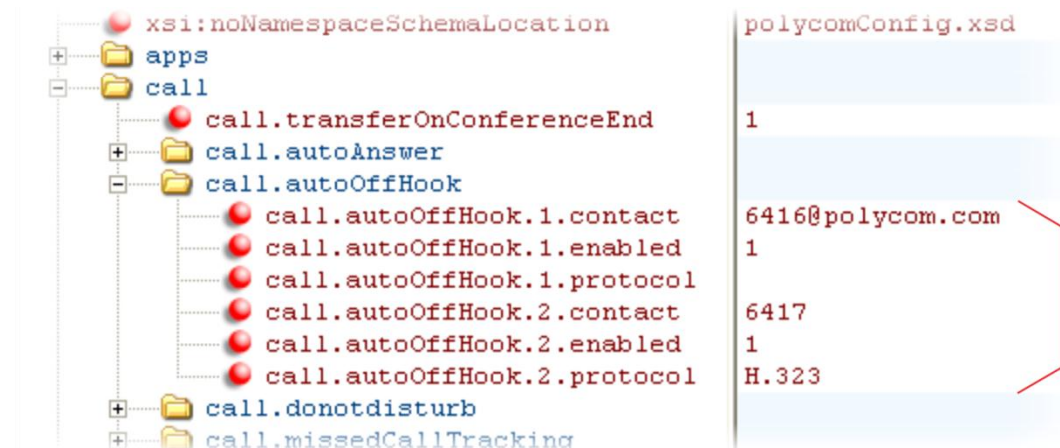 xsi:noNamespaceSchemaLocation polycomConfig.xsd
apps
call
call.transferOnConferenceEnd 1
call.autoAnswer
call.autoOffHook
call.autoOffHook.1.contact 6416@polycom.com
call.autoOffHook.1.enabled 1
call.autoOffHook.1.protocol
call.autoOffHook.2.contact 6417
call.autoOffHook.2.enabled 1
call.autoOffHook.2.protocol H.323
call.donotdisturb
call.missedCallTracking